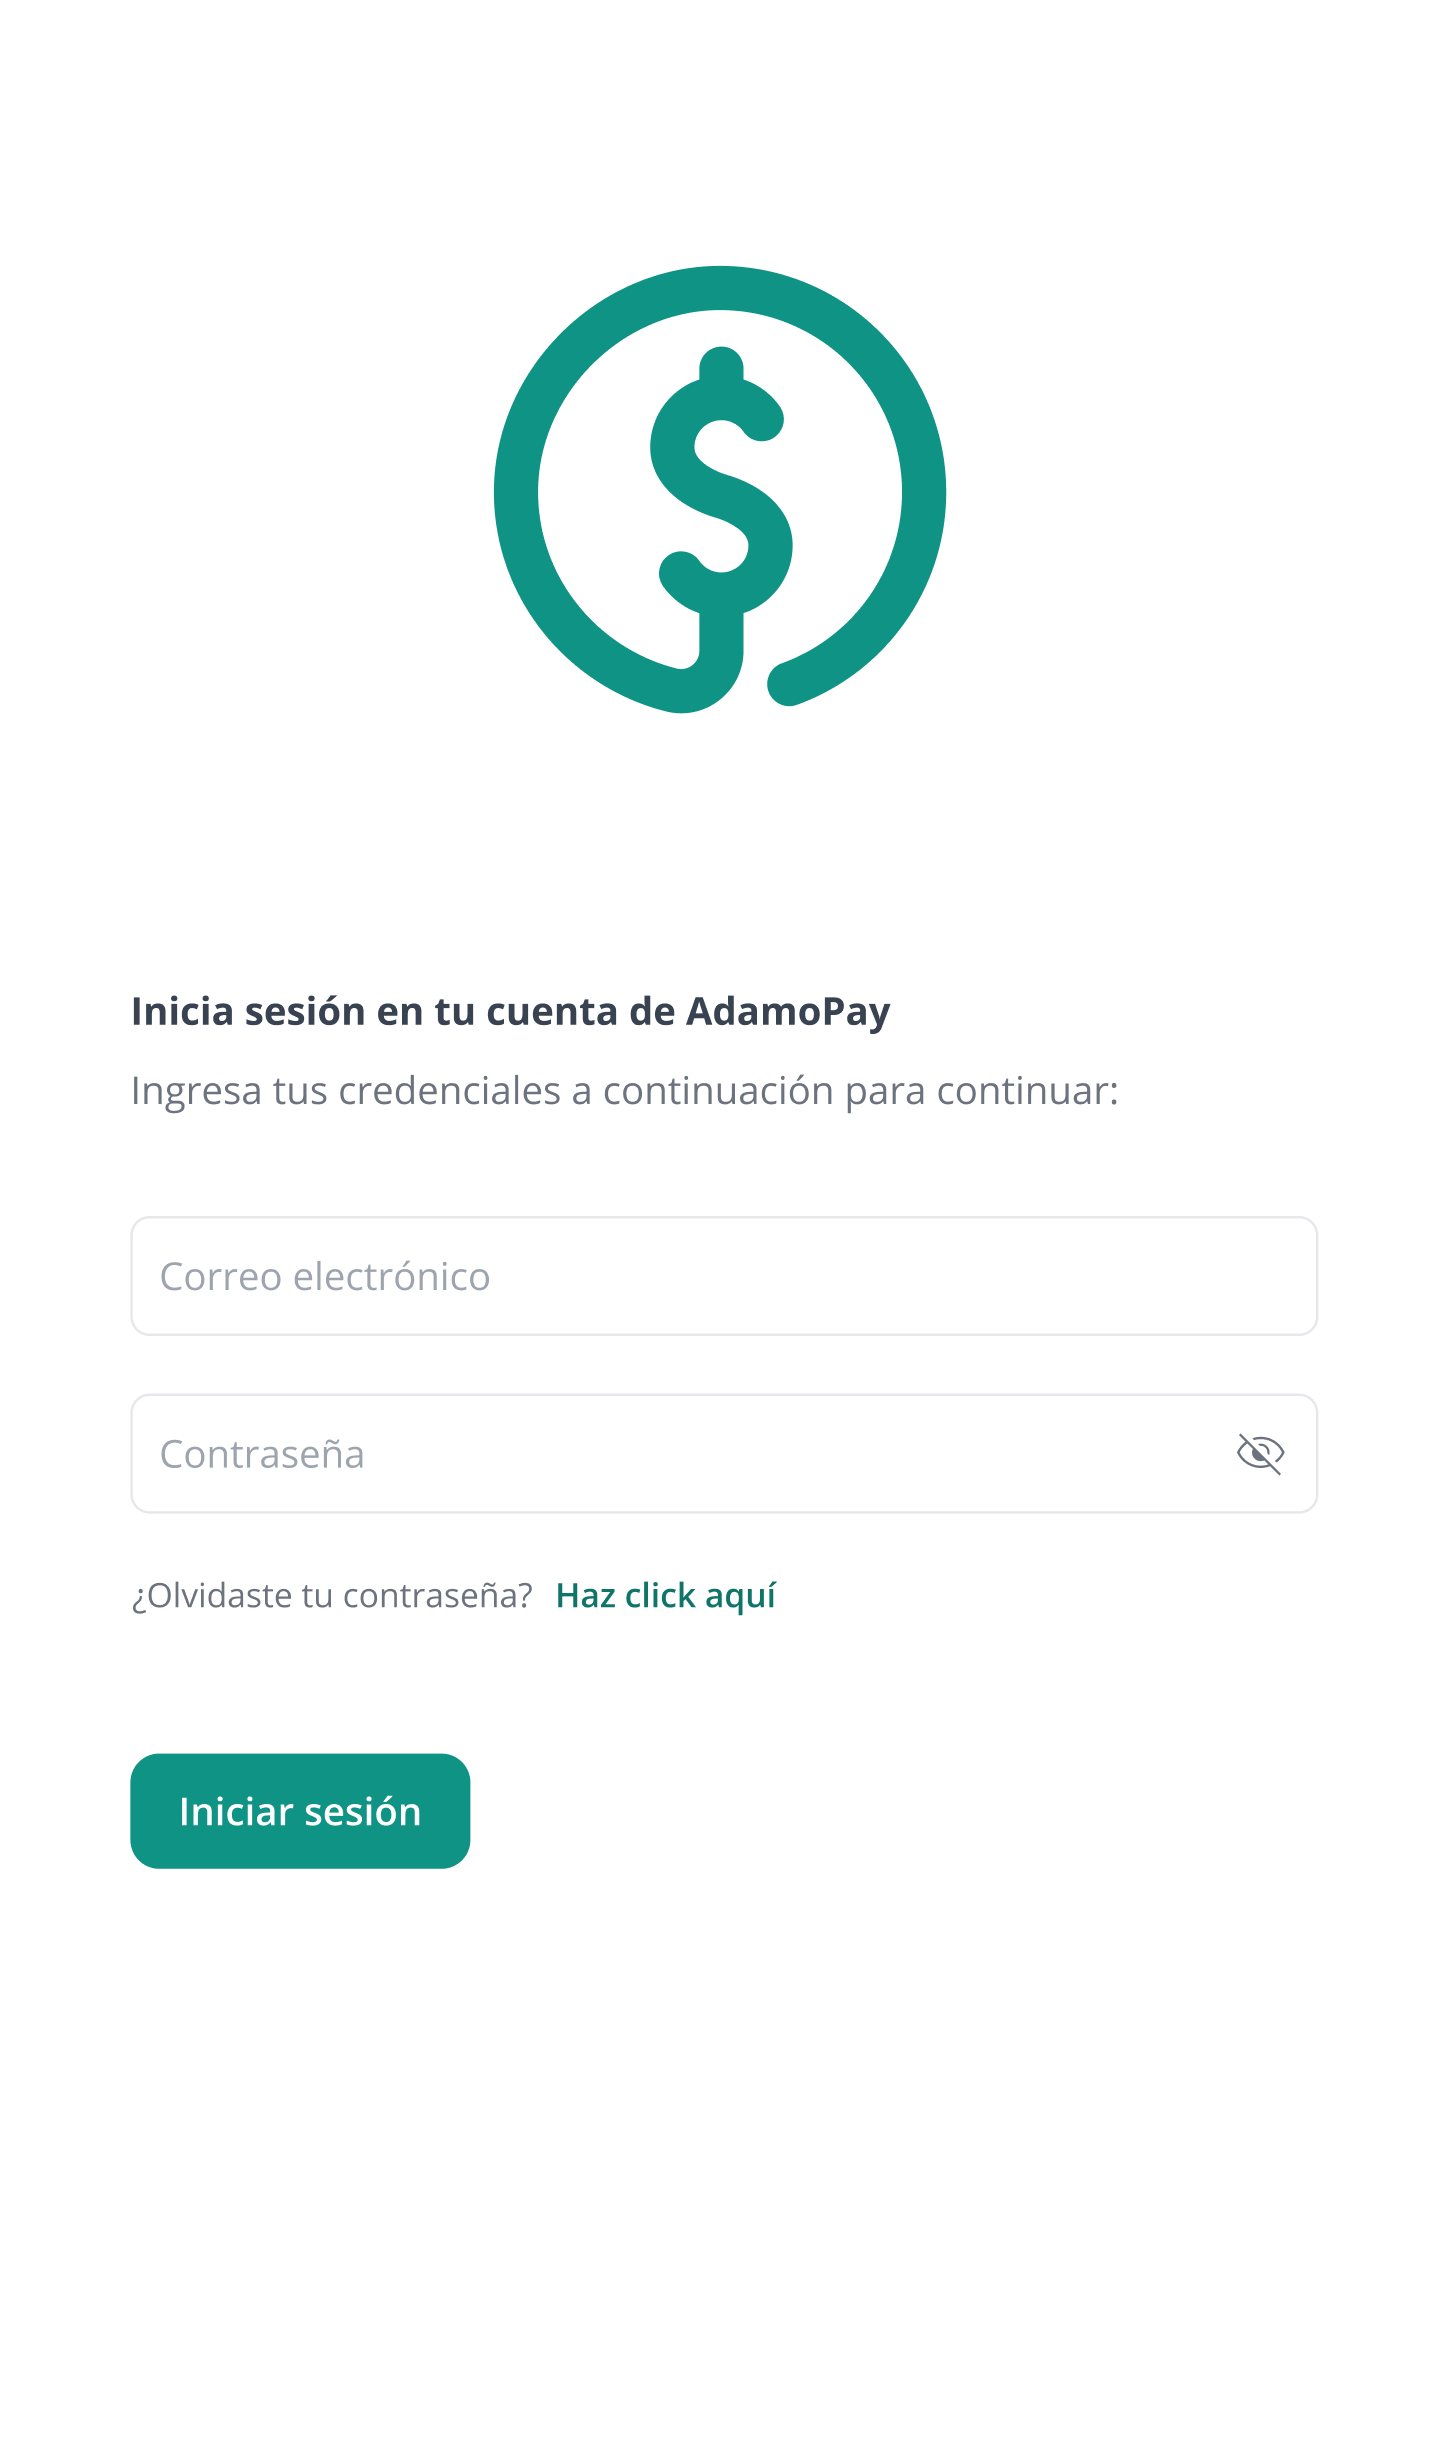 Inicia sesión en tu cuenta de AdamoPay
Ingresa tus credenciales a continuación para continuar:
Correo electrónico
Contraseña
¿Olvidaste tu contraseña? Haz click aquí
Iniciar sesión